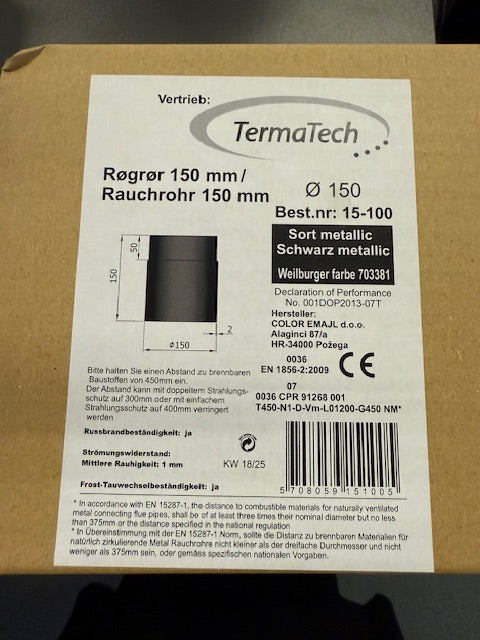 Vertrieb:
TermaTech
Røgrør 150 mm /
Rauchrohr 150 mm
Ø 150
Best.nr: 15-100
Sort metallic
Schwarz metallic
Weilburger farbe 703381
50
150
2
Φ150
Declaration of Performance
No. 001DOP2013-07T
Hersteller:
COLOR EMAJL d.o.o.
Alaginci 87/a
HR-34000 Požega
0036
EN 1856-2:2009
CE
07
0036 CPR 91268 001
T450-N1-D-Vm-L01200-G450 NM*
Bitte halten Sie einen Abstand zu brennbaren
Baustoffen von 450mm ein.
Der Abstand kann mit doppeltem Strahlungs-
schutz auf 300mm oder mit einfachem
Strahlungsschutz auf 400mm verringert
werden
Russbrandbeständigkeit: ja
Strömungswiderstand:
Mittlere Rauhigkeit: 1 mm
KW 18/25
Frost-Tauwechselbeständigkeit: ja
5 708059 151005
* In accordance with EN 15287-1, the distance to combustible materials for naturally ventilated
metal connecting flue pipes, shall be of at least three times their nominal diameter but no less
than 375mm or the distance specified in the national regulation
* In Übereinstimmung mit der EN 15287-1 Norm, sollte die Distanz zu brennbaren Materialien für
natürlich zirkulierende Metal Rauchrohre nicht kleiner als der dreifache Durchmesser und nicht
weniger als 375mm sein, oder gemäss spezifischen nationalen Vorgaben.